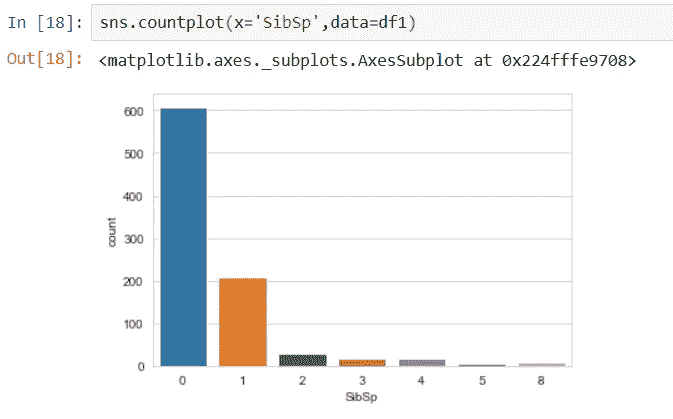 In [18]: sns.countplot(x='SibSp',data=df1)
Out[18]: <matplotlib.axes._subplots.AxesSubplot at 0x224fffe9708>
600
500
400
300
200
100
0
count
0 1 2 3 4 5 8
SibSp